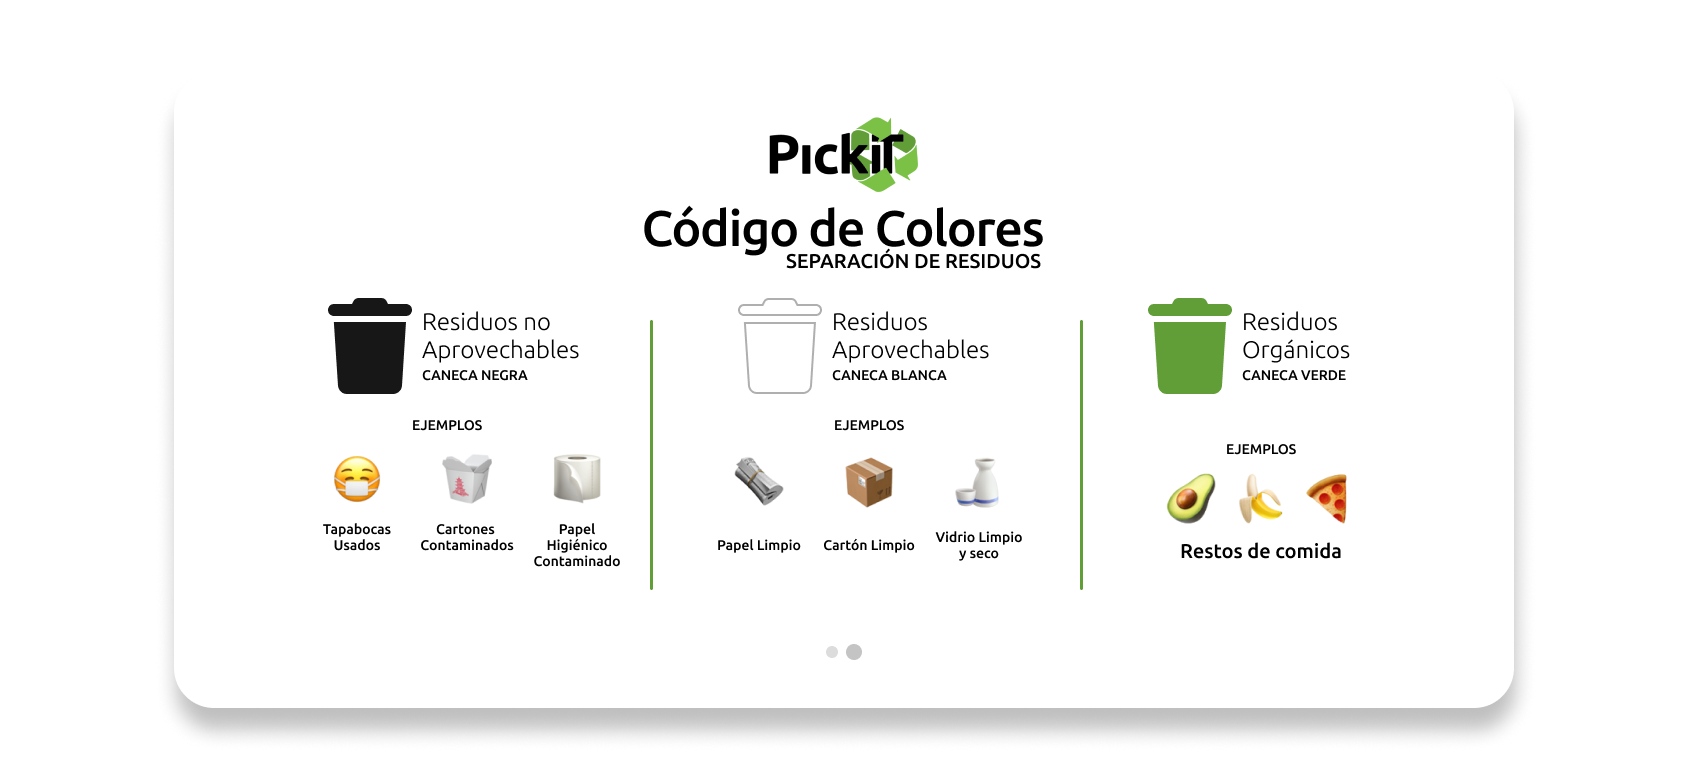 Pickit
Código de Colores
SEPARACIÓN DE RESIDUOS
Residuos no
Aprovechables
CANECA NEGRA
EJEMPLOS
Tapabocas
Usados
Cartones
Contaminados
Papel
Higiénico
Contaminado
Residuos
Aprovechables
CANECA BLANCA
EJEMPLOS
Papel Limpio
Cartón Limpio
Vidrio Limpio
y seco
Residuos
Orgánicos
CANECA VERDE
EJEMPLOS
Restos de comida